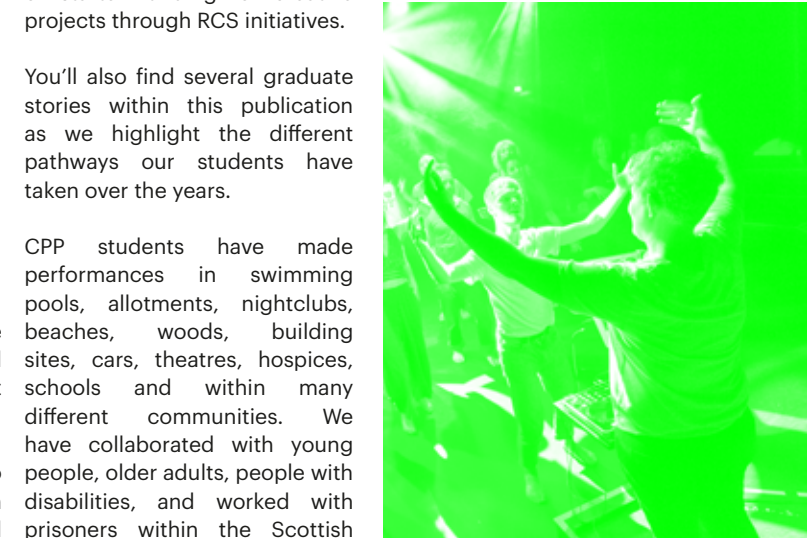 projects through RCS initiatives.
You’ll also find several graduate
stories within this publication
as we highlight the different
pathways our students have
taken over the years.
CPP students have made
performances in swimming
pools, allotments, nightclubs,
beaches, woods, building
sites, cars, theatres, hospices,
schools and within many
different communities. We
have collaborated with young
people, older adults, people with
disabilities, and worked with
prisoners within the Scottish